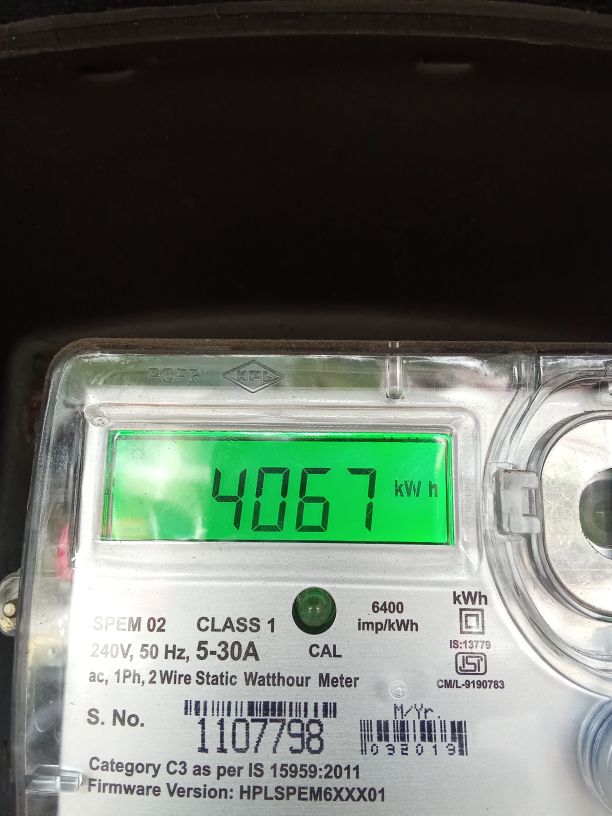 HPL
4067 kW h
SPEM 02 CLASS 1
6400
imp/kWh
kWh
240V, 50 Hz, 5-30A
CAL
IS:13779
ac, 1Ph, 2 Wire Static Watthour Meter
CM/L-9190783
S. No.
1107798
M/Yr.
032019
Category C3 as per IS 15959:2011
Firmware Version: HPLSPEM6XXX01